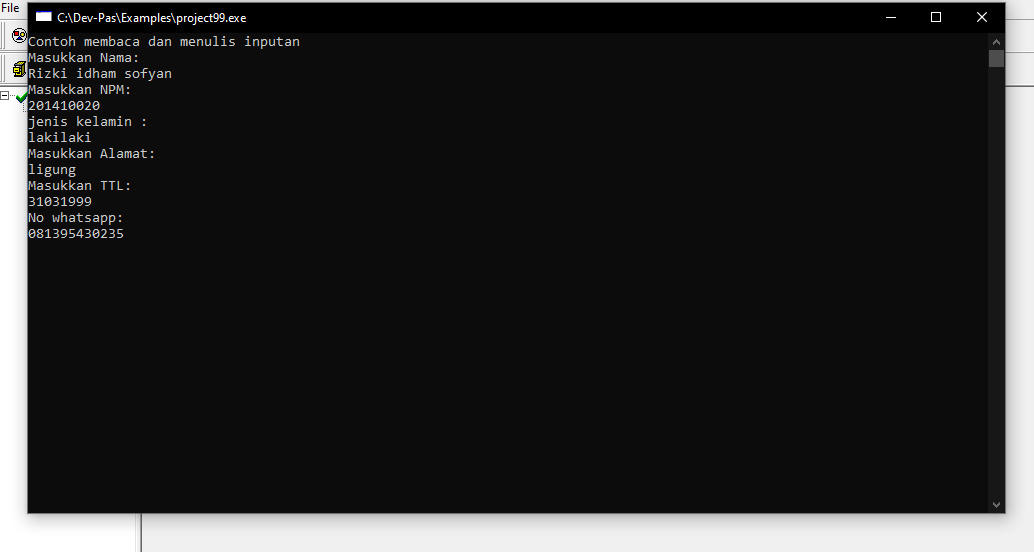 File
C:\Dev-Pas\Examples\project99.exe
Contoh membaca dan menulis inputan
Masukkan Nama:
Rizki idham sofyan
Masukkan NPM:
201410020
jenis kelamin :
lakilaki
Masukkan Alamat:
ligung
Masukkan TTL:
31031999
No whatsapp:
081395430235